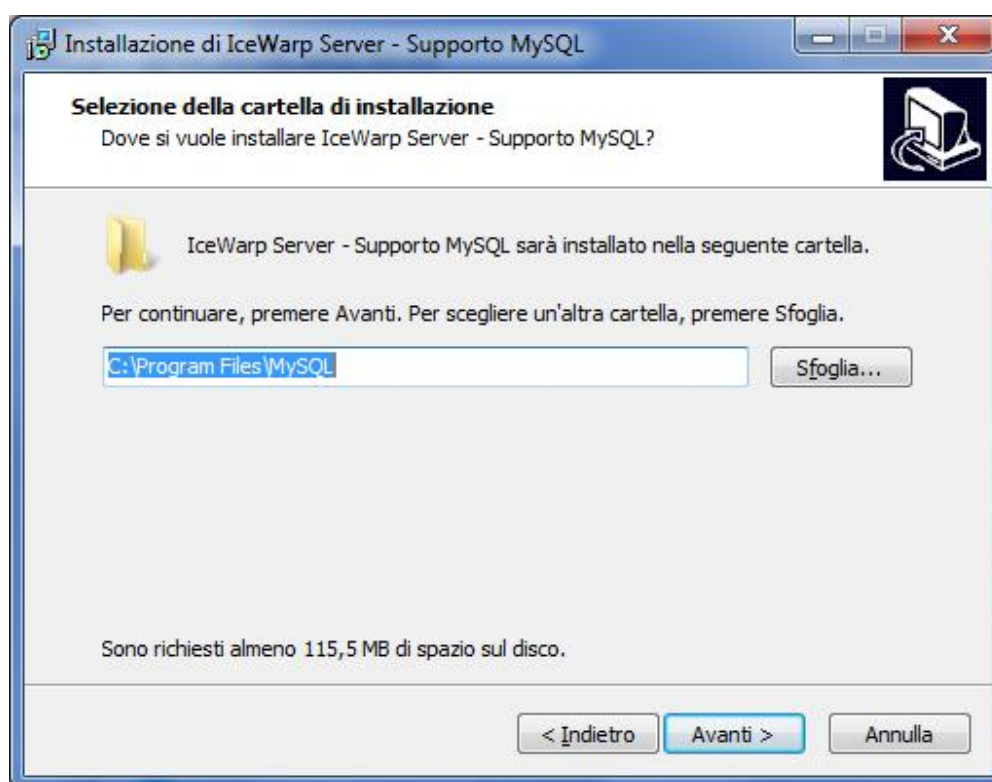 Installazione di IceWarp Server - Supporto MySQL
Selezione della cartella di installazione
Dove si vuole installare IceWarp Server - Supporto MySQL?
IceWarp Server - Supporto MySQL sarà installato nella seguente cartella.
Per continuare, premere Avanti. Per scegliere un'altra cartella, premere Sfoglia.
C:\Program Files\MySQL
Sfoglia...
Sono richiesti almeno 115,5 MB di spazio sul disco.
< Indietro
Avanti >
Annulla